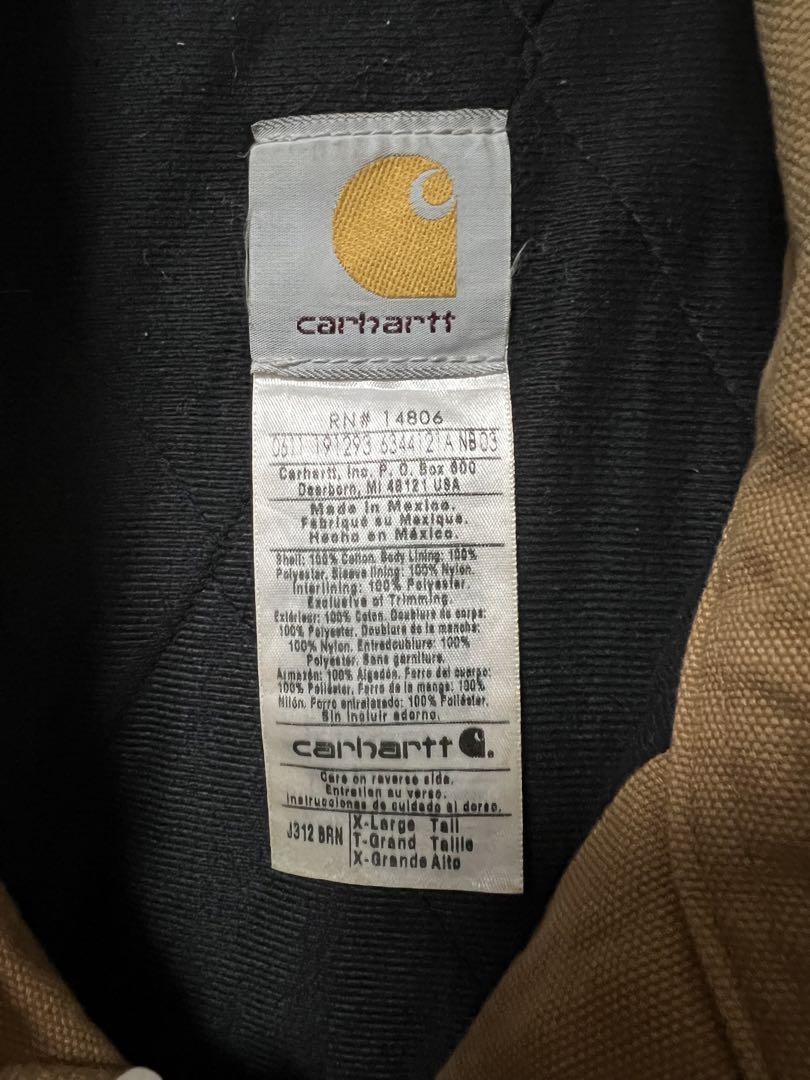 carhartt
RN# 14806
0611 191293 6344121A NB 03
Carhartt, Inc. P. O. Box 600
Dearborn, MI 48121 USA
Made in Mexico.
Fabriqué au Mexique.
Hecho en México.
Shell: 100% Cotton. Body Lining: 100%
Polyester. Sleeve lining: 100% Nylon.
Interlining: 100% Polyester.
Exclusive of Trimming.
Extérieur: 100% Coton. Doublure de corps:
100% Polyester. Doublure de la manche:
100% Nylon. Entredoublure: 100%
Polyester. Sans garniture.
Armazón: 100% Algodón. Forro del cuerpo:
100% Poliéster. Forro de la manga: 100%
Nilón. Forro entrelazado: 100% Poliéster.
Sin incluir adorno.
carhartt
Care on reverse side.
Entretien au verso.
Instrucciones de cuidado al dorso.
J312 BRN
X-Large Tall
T-Grand Taille
X-Grande Alto